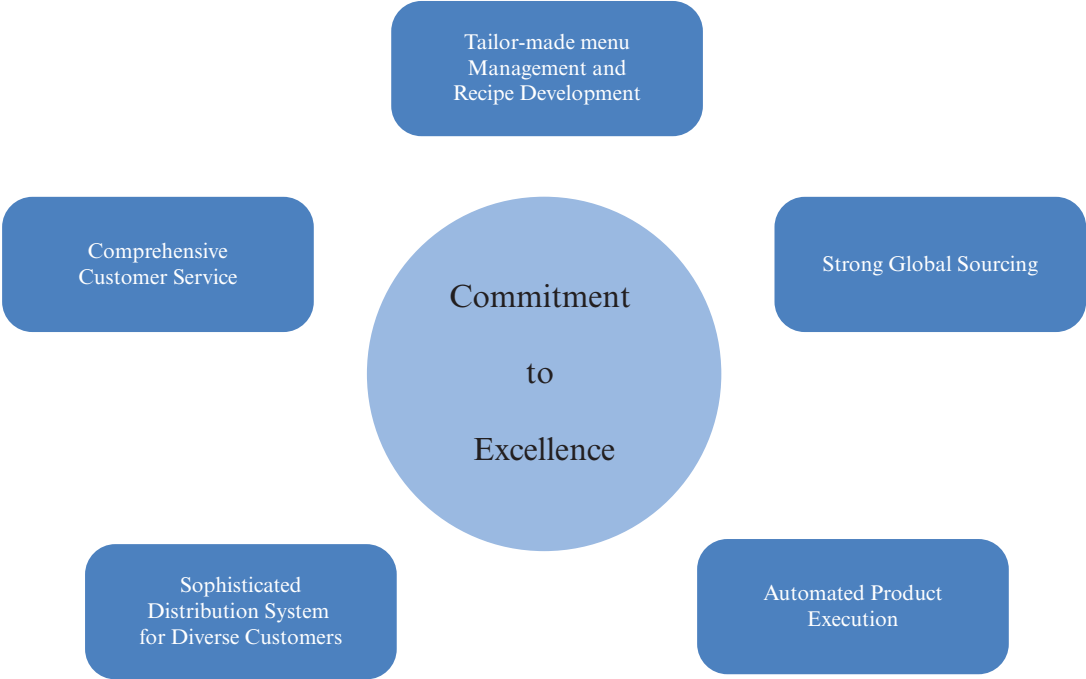 Tailor-made menu
Management and
Recipe Development
Comprehensive
Customer Service
Strong Global Sourcing
Commitment
to
Excellence
Sophisticated
Distribution System
for Diverse Customers
Automated Product
Execution